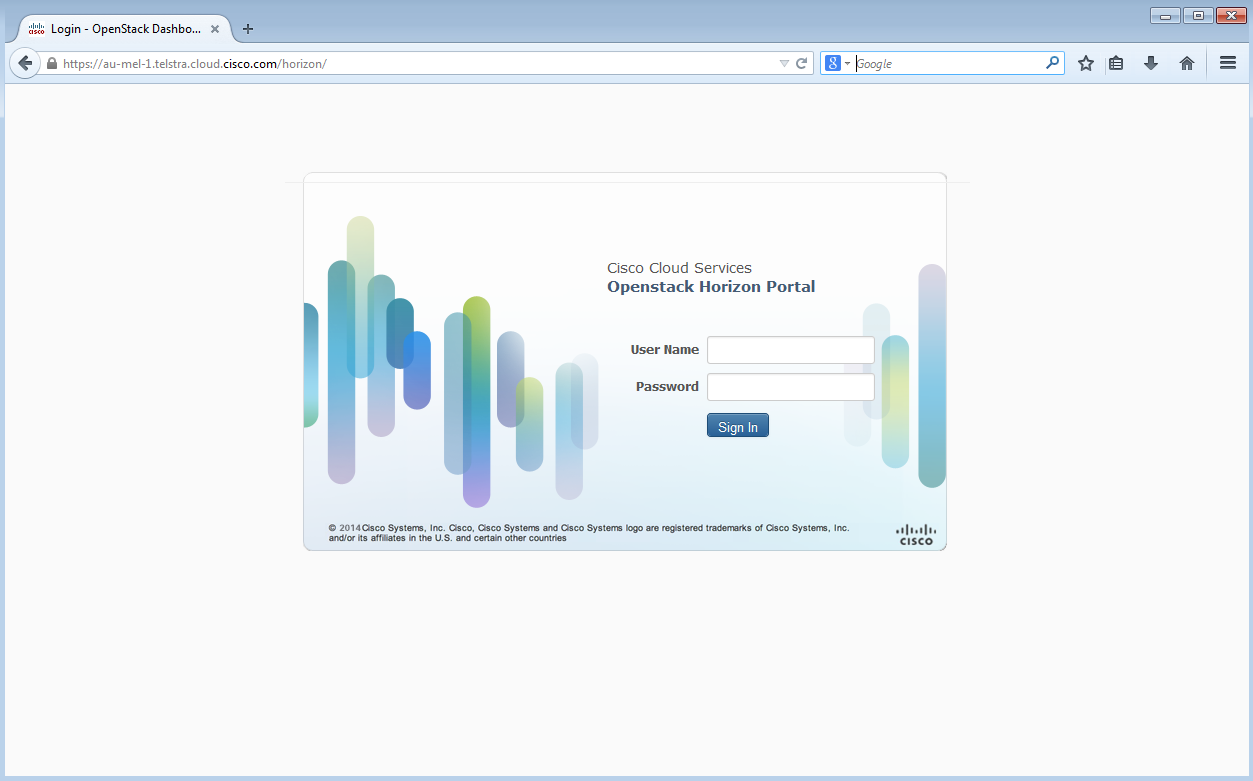 Login - OpenStack Dashbo...
https://au-mel-1.telstra.cloud.cisco.com/horizon/
Google
Cisco Cloud Services
Openstack Horizon Portal
User Name
Password
Sign In
© 2014Cisco Systems, Inc. Cisco, Cisco Systems and Cisco Systems logo are registered trademarks of Cisco Systems, Inc.
and/or its affiliates in the U.S. and certain other countries
CISCO